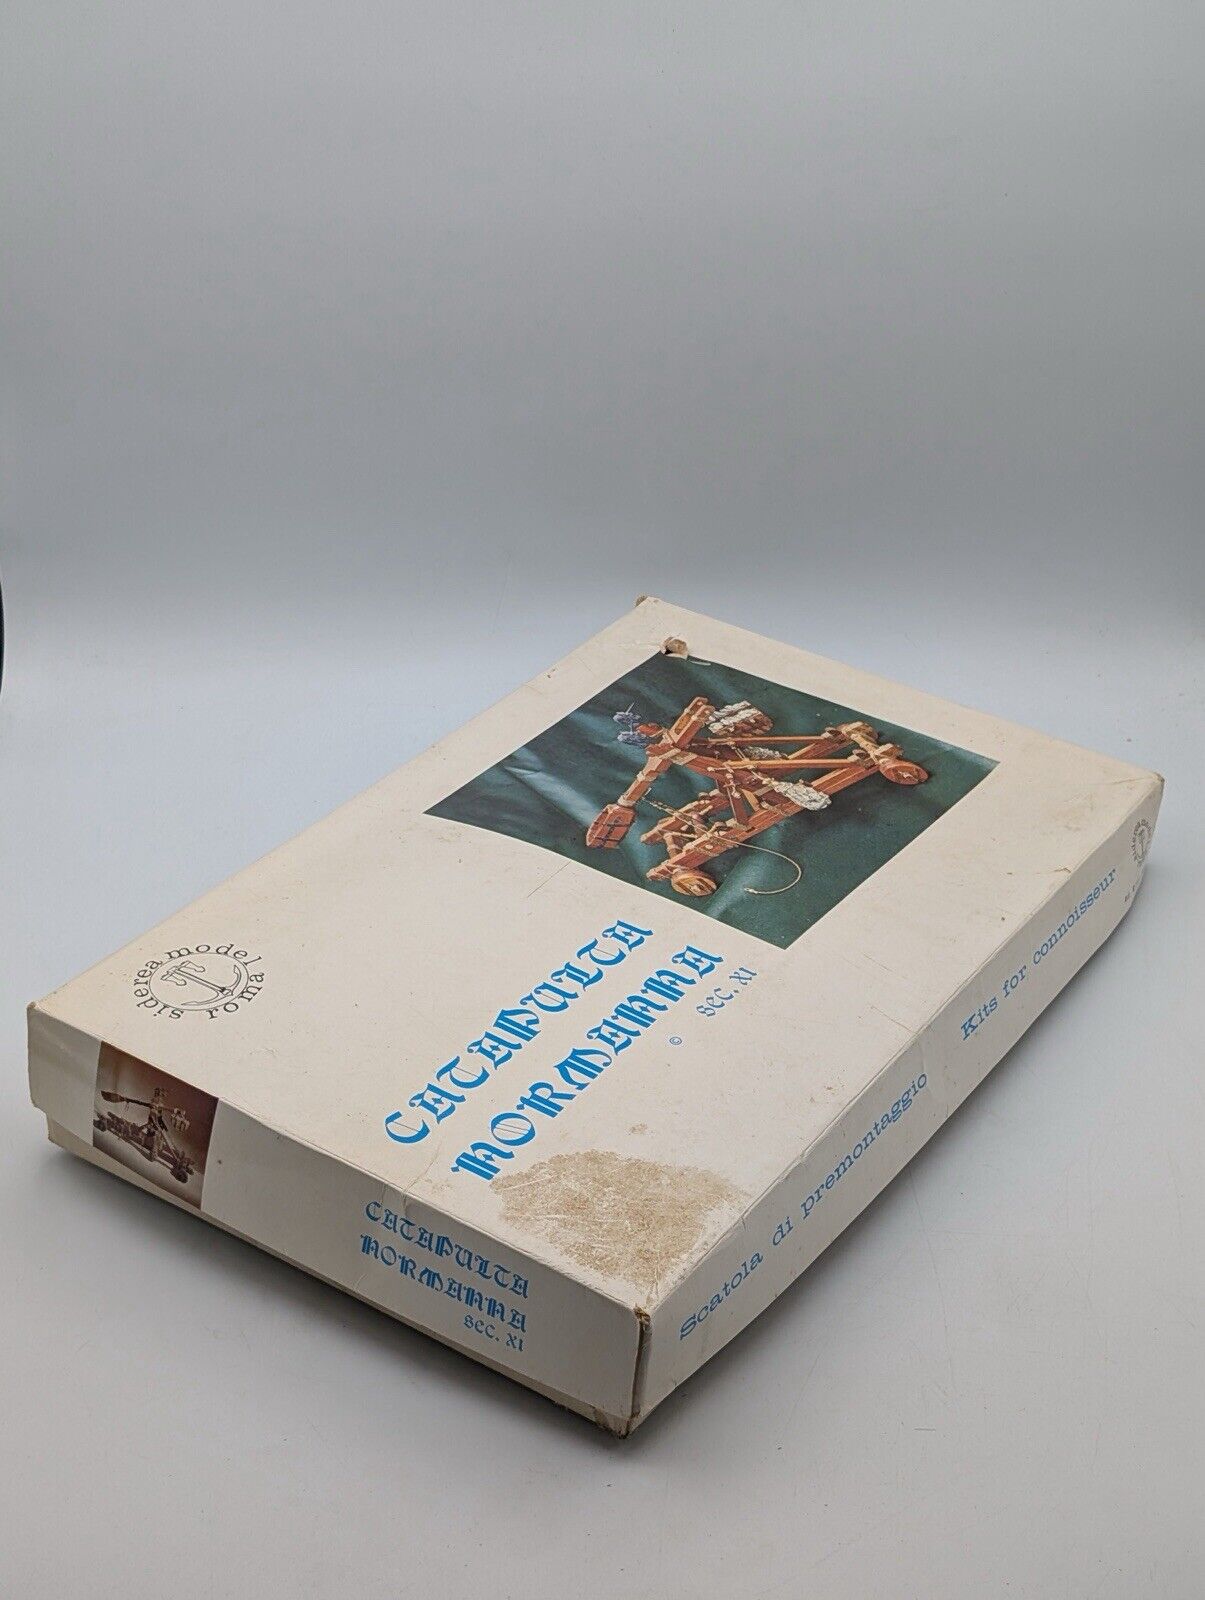 CATAPULTA
NORMANNA
sec. XI
©
siderea model
roma
CATAPULTA
NORMANNA
sec. XI
Scatola di premontaggio
Kits for connoisseur